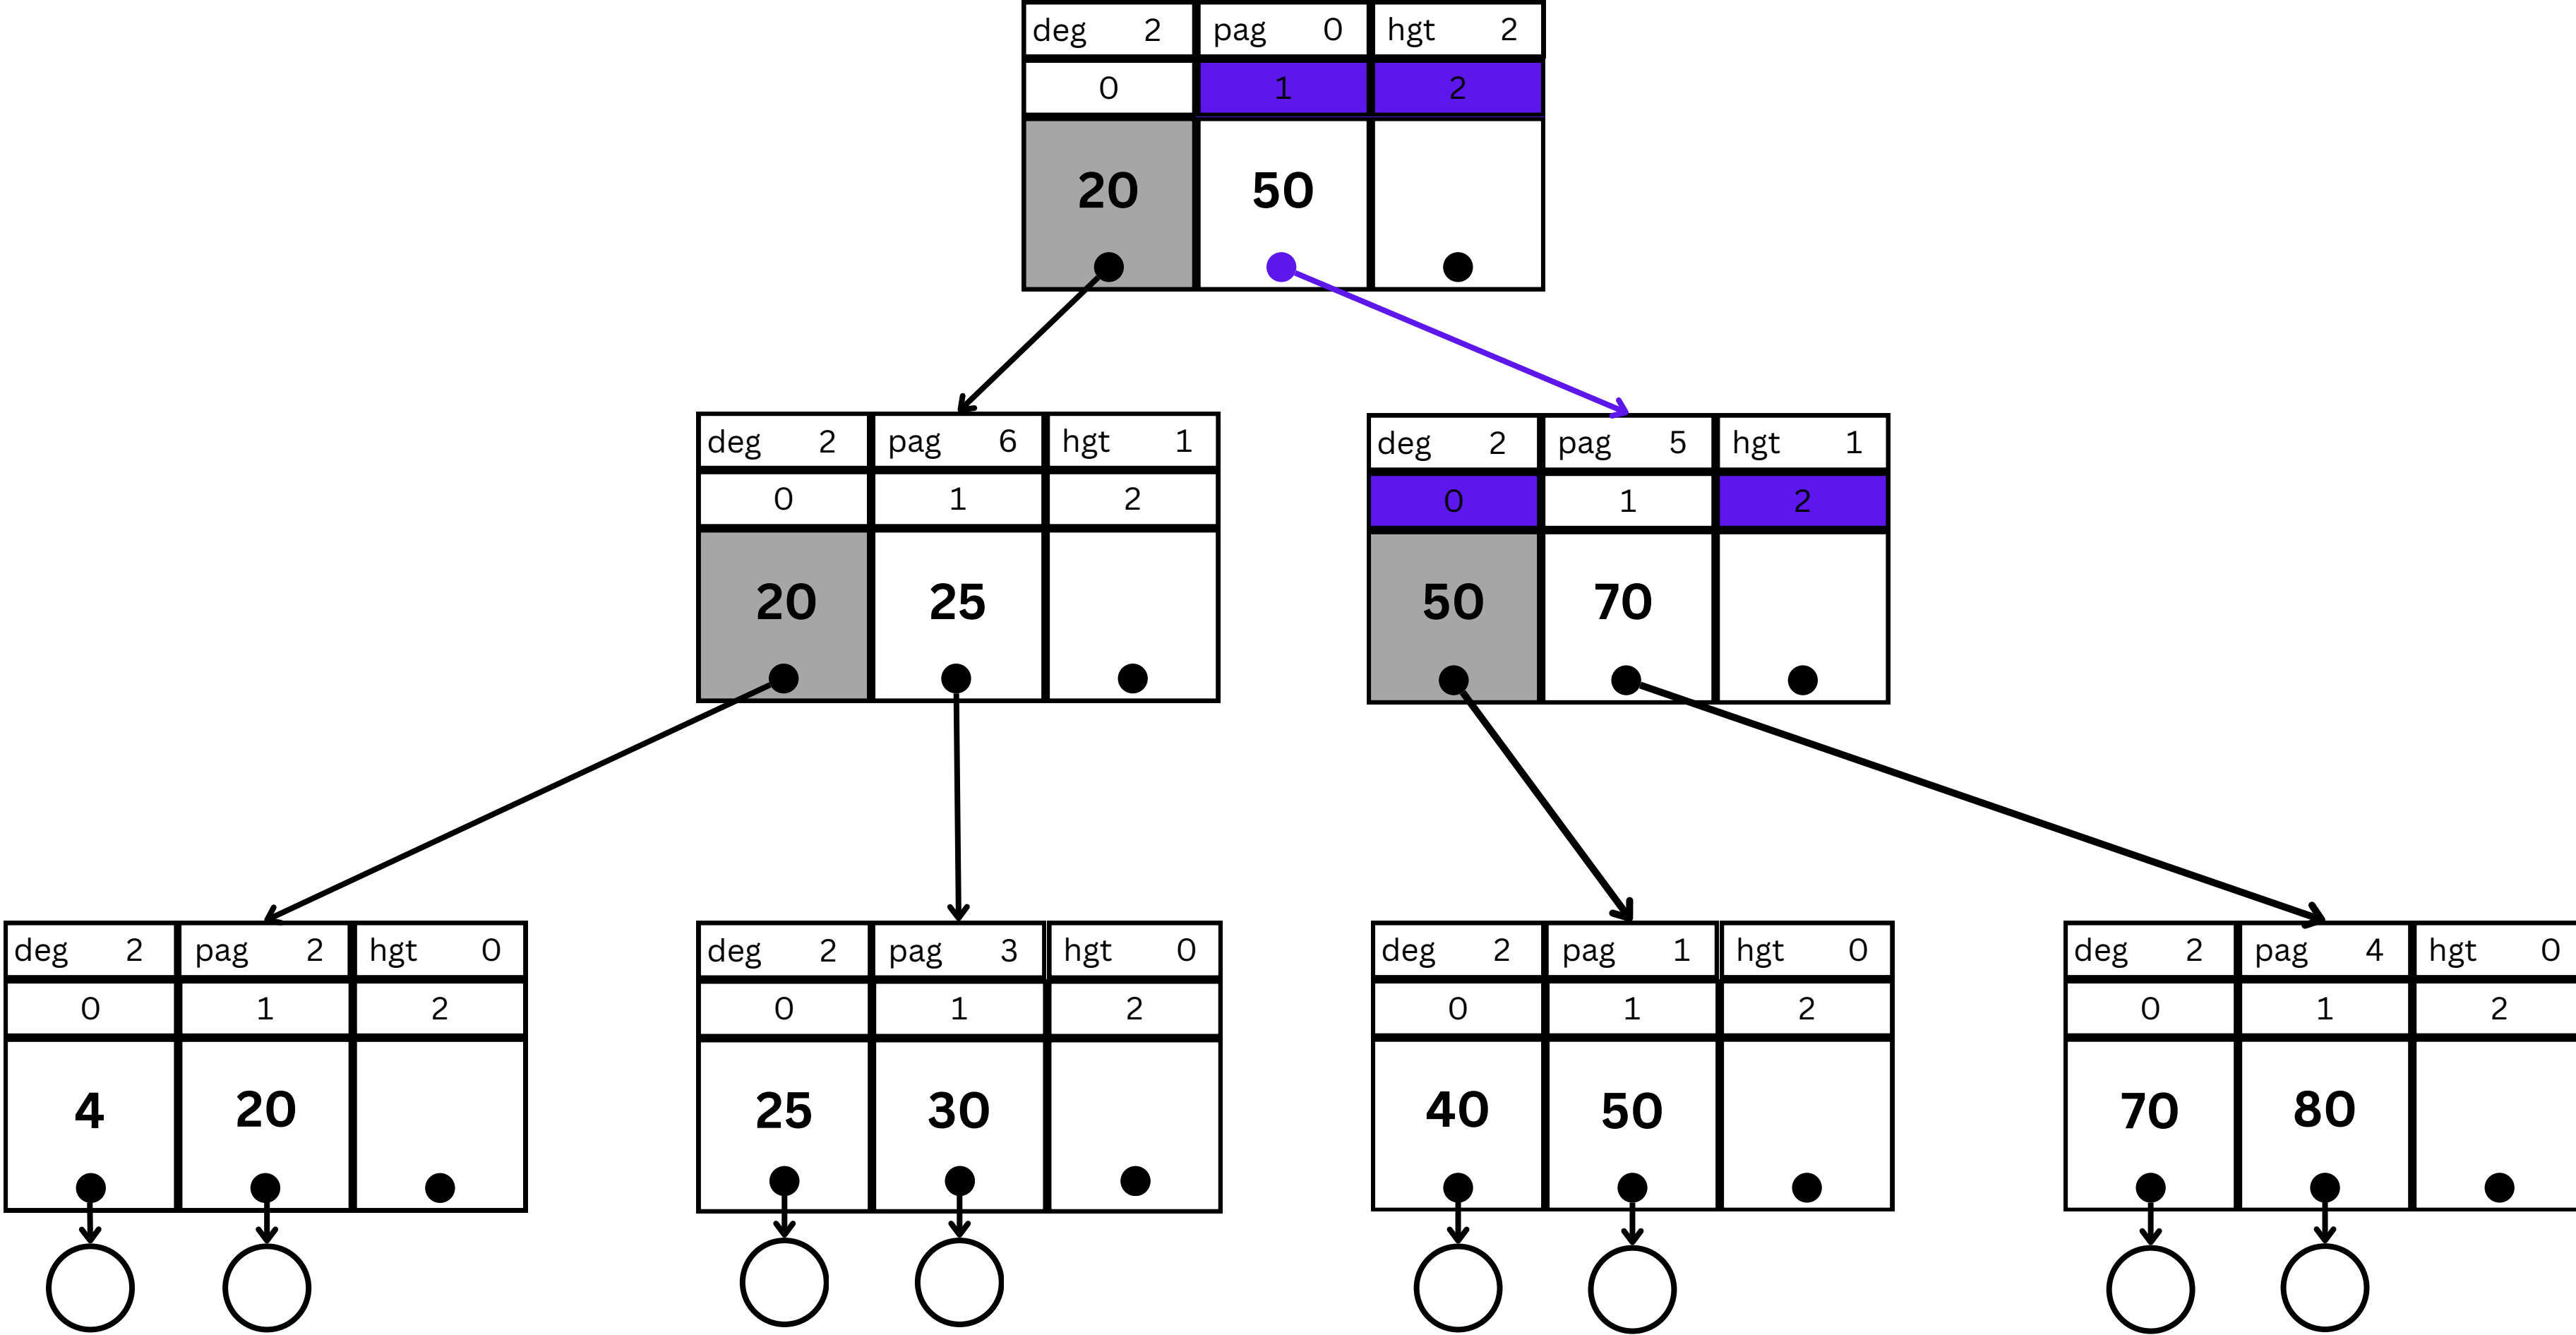 deg 2 pag 0 hgt 2
0 1 2
20 50
deg 2 pag 6 hgt 1
0 1 2
20 25
deg 2 pag 5 hgt 1
0 1 2
50 70
deg 2 pag 2 hgt 0
0 1 2
4 20
deg 2 pag 3 hgt 0
0 1 2
25 30
deg 2 pag 1 hgt 0
0 1 2
40 50
deg 2 pag 4 hgt 0
0 1 2
70 80